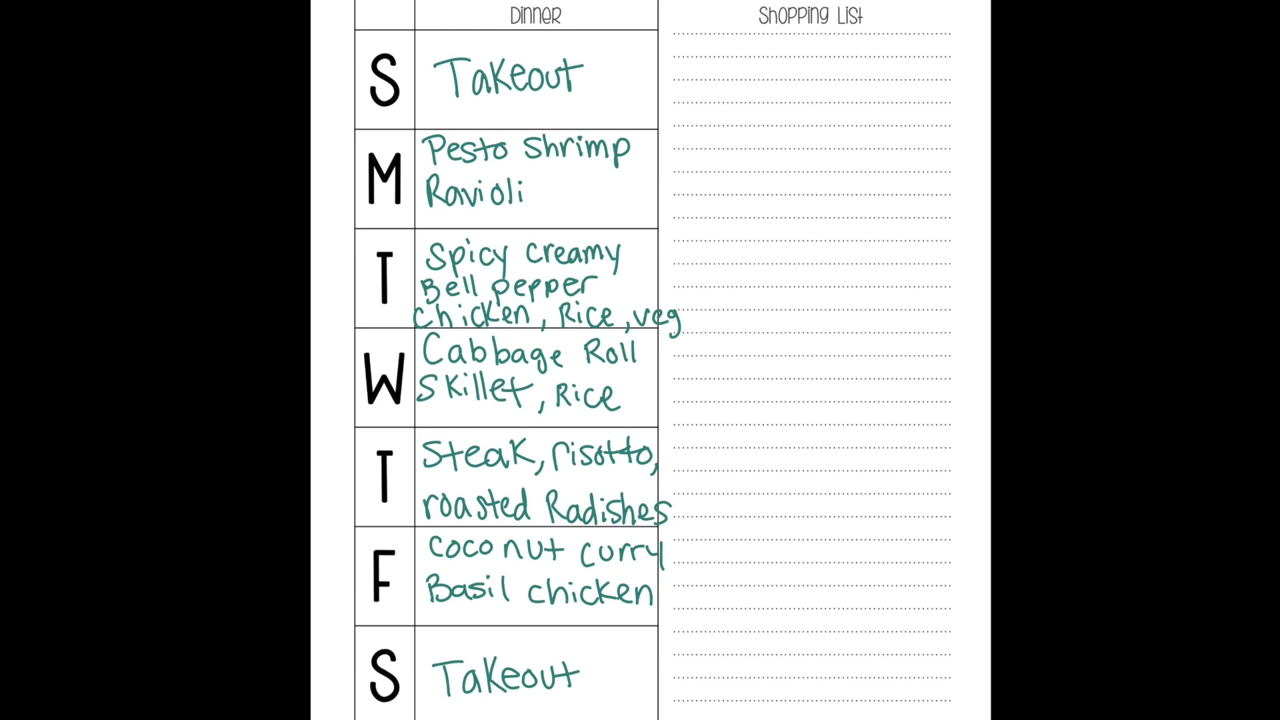 Dinner
Shopping List
S
Takeout
M
Pesto Shrimp
Ravioli
T
Spicy Creamy
Bell pepper
chicken, Rice, veg
W
Cabbage Roll
Skillet, Rice
T
Steak, risotto,
roasted Radishes
F
Coconut curry
Basil chicken
S
Takeout